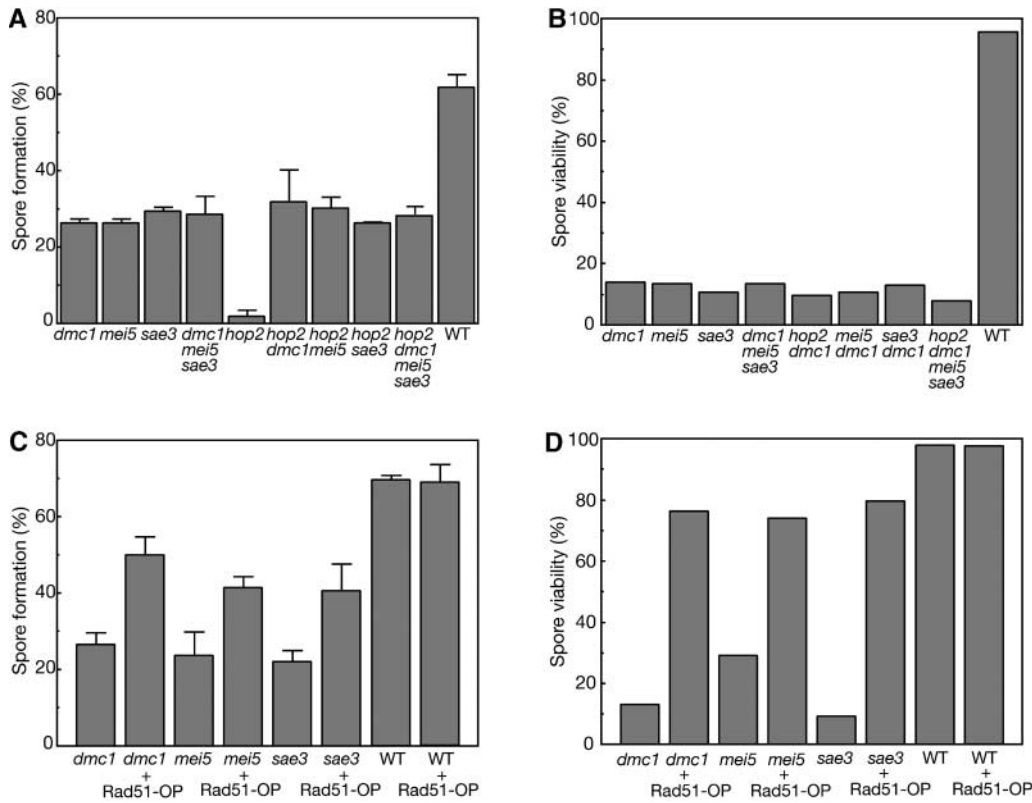 A
Spore formation (%)
80
60
40
20
0
dmc1 mei5 sae3 dmc1 hop2 hop2 hop2 hop2 hop2 WT
mei5 dmc1 mei5 sae3 dmc1
sae3 mei5
sae3
B
Spore viability (%)
100
80
60
40
20
0
dmc1 mei5 sae3 dmc1 hop2 mei5 sae3 hop2 WT
mei5 dmc1 dmc1 dmc1 dmc1
sae3 mei5
sae3
C
Spore formation (%)
80
60
40
20
0
dmc1 dmc1 mei5 mei5 sae3 sae3 WT WT
+ + + +
Rad51-OP Rad51-OP Rad51-OP Rad51-OP
D
Spore viability (%)
100
80
60
40
20
0
dmc1 dmc1 mei5 mei5 sae3 sae3 WT WT
+ + + +
Rad51-OP Rad51-OP Rad51-OP Rad51-OP